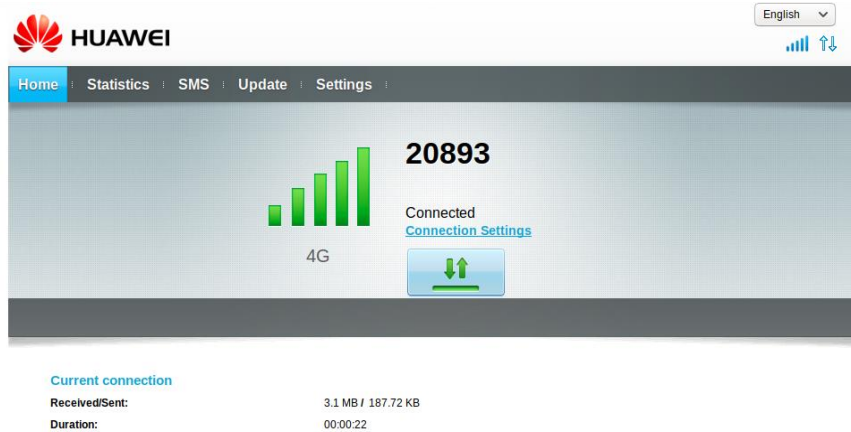 English
HUAWEI
Home Statistics SMS Update Settings
20893
Connected
Connection Settings
4G
Current connection
Received/Sent: 3.1 MB / 187.72 KB
Duration: 00:00:22